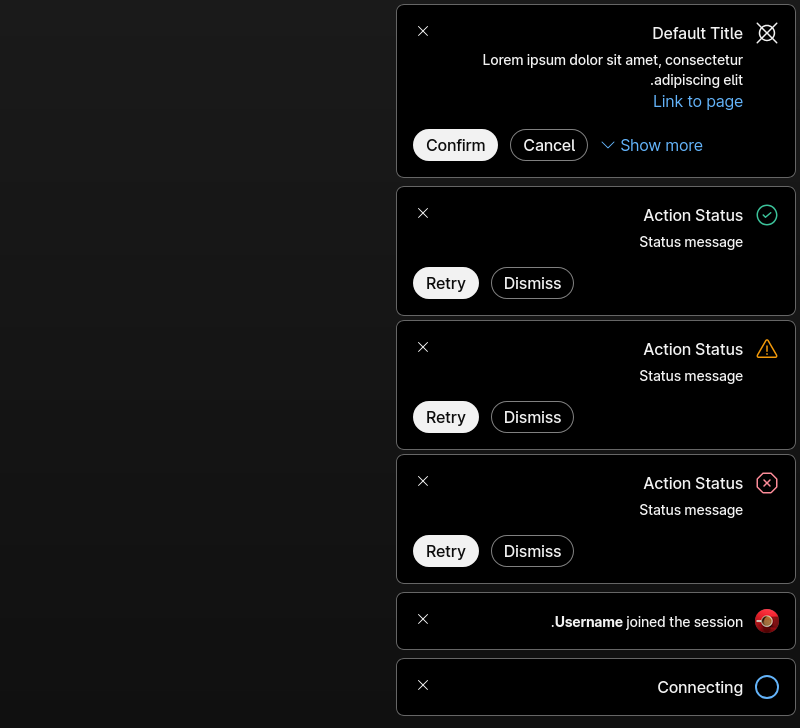 Default Title
Lorem ipsum dolor sit amet, consectetur
.adipiscing elit
Link to page
Confirm Cancel Show more
Action Status
Status message
Retry Dismiss
Action Status
Status message
Retry Dismiss
Action Status
Status message
Retry Dismiss
.Username joined the session
Connecting